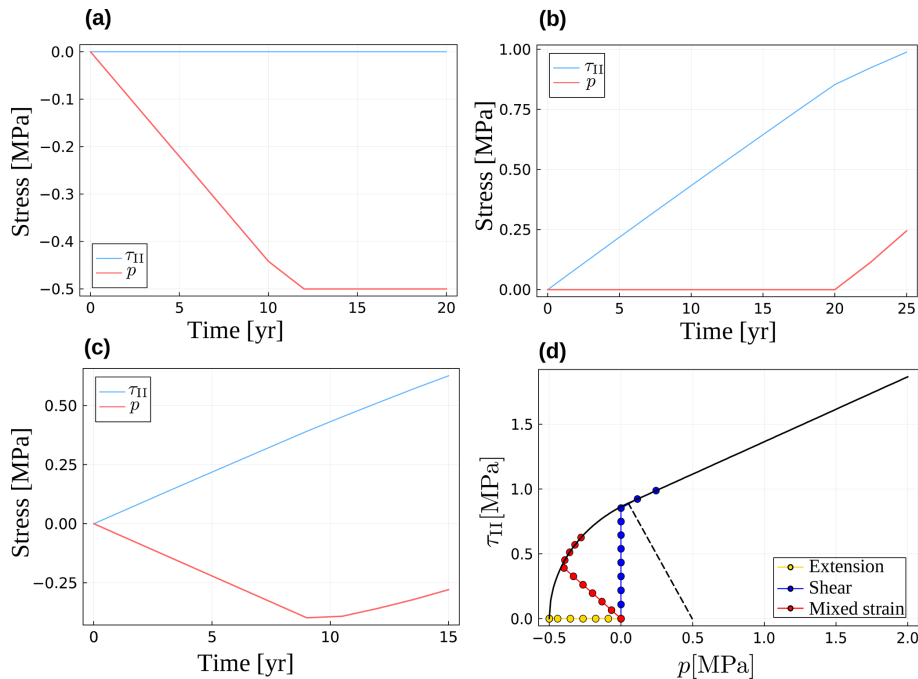 (a)
0.0
−0.1
−0.2
−0.3
−0.4
−0.5
Stress [MPa]
τII
p
0
5
10
15
20
Time [yr]
(b)
1.00
0.75
0.50
0.25
0.00
Stress [MPa]
τII
p
0
5
10
15
20
25
Time [yr]
(c)
0.50
0.25
0.00
−0.25
Stress [MPa]
τII
p
0
5
10
15
Time [yr]
(d)
1.5
1.0
0.5
0.0
τII[MPa]
Extension
Shear
Mixed strain
−0.5
0.0
0.5
1.0
1.5
2.0
p[MPa]